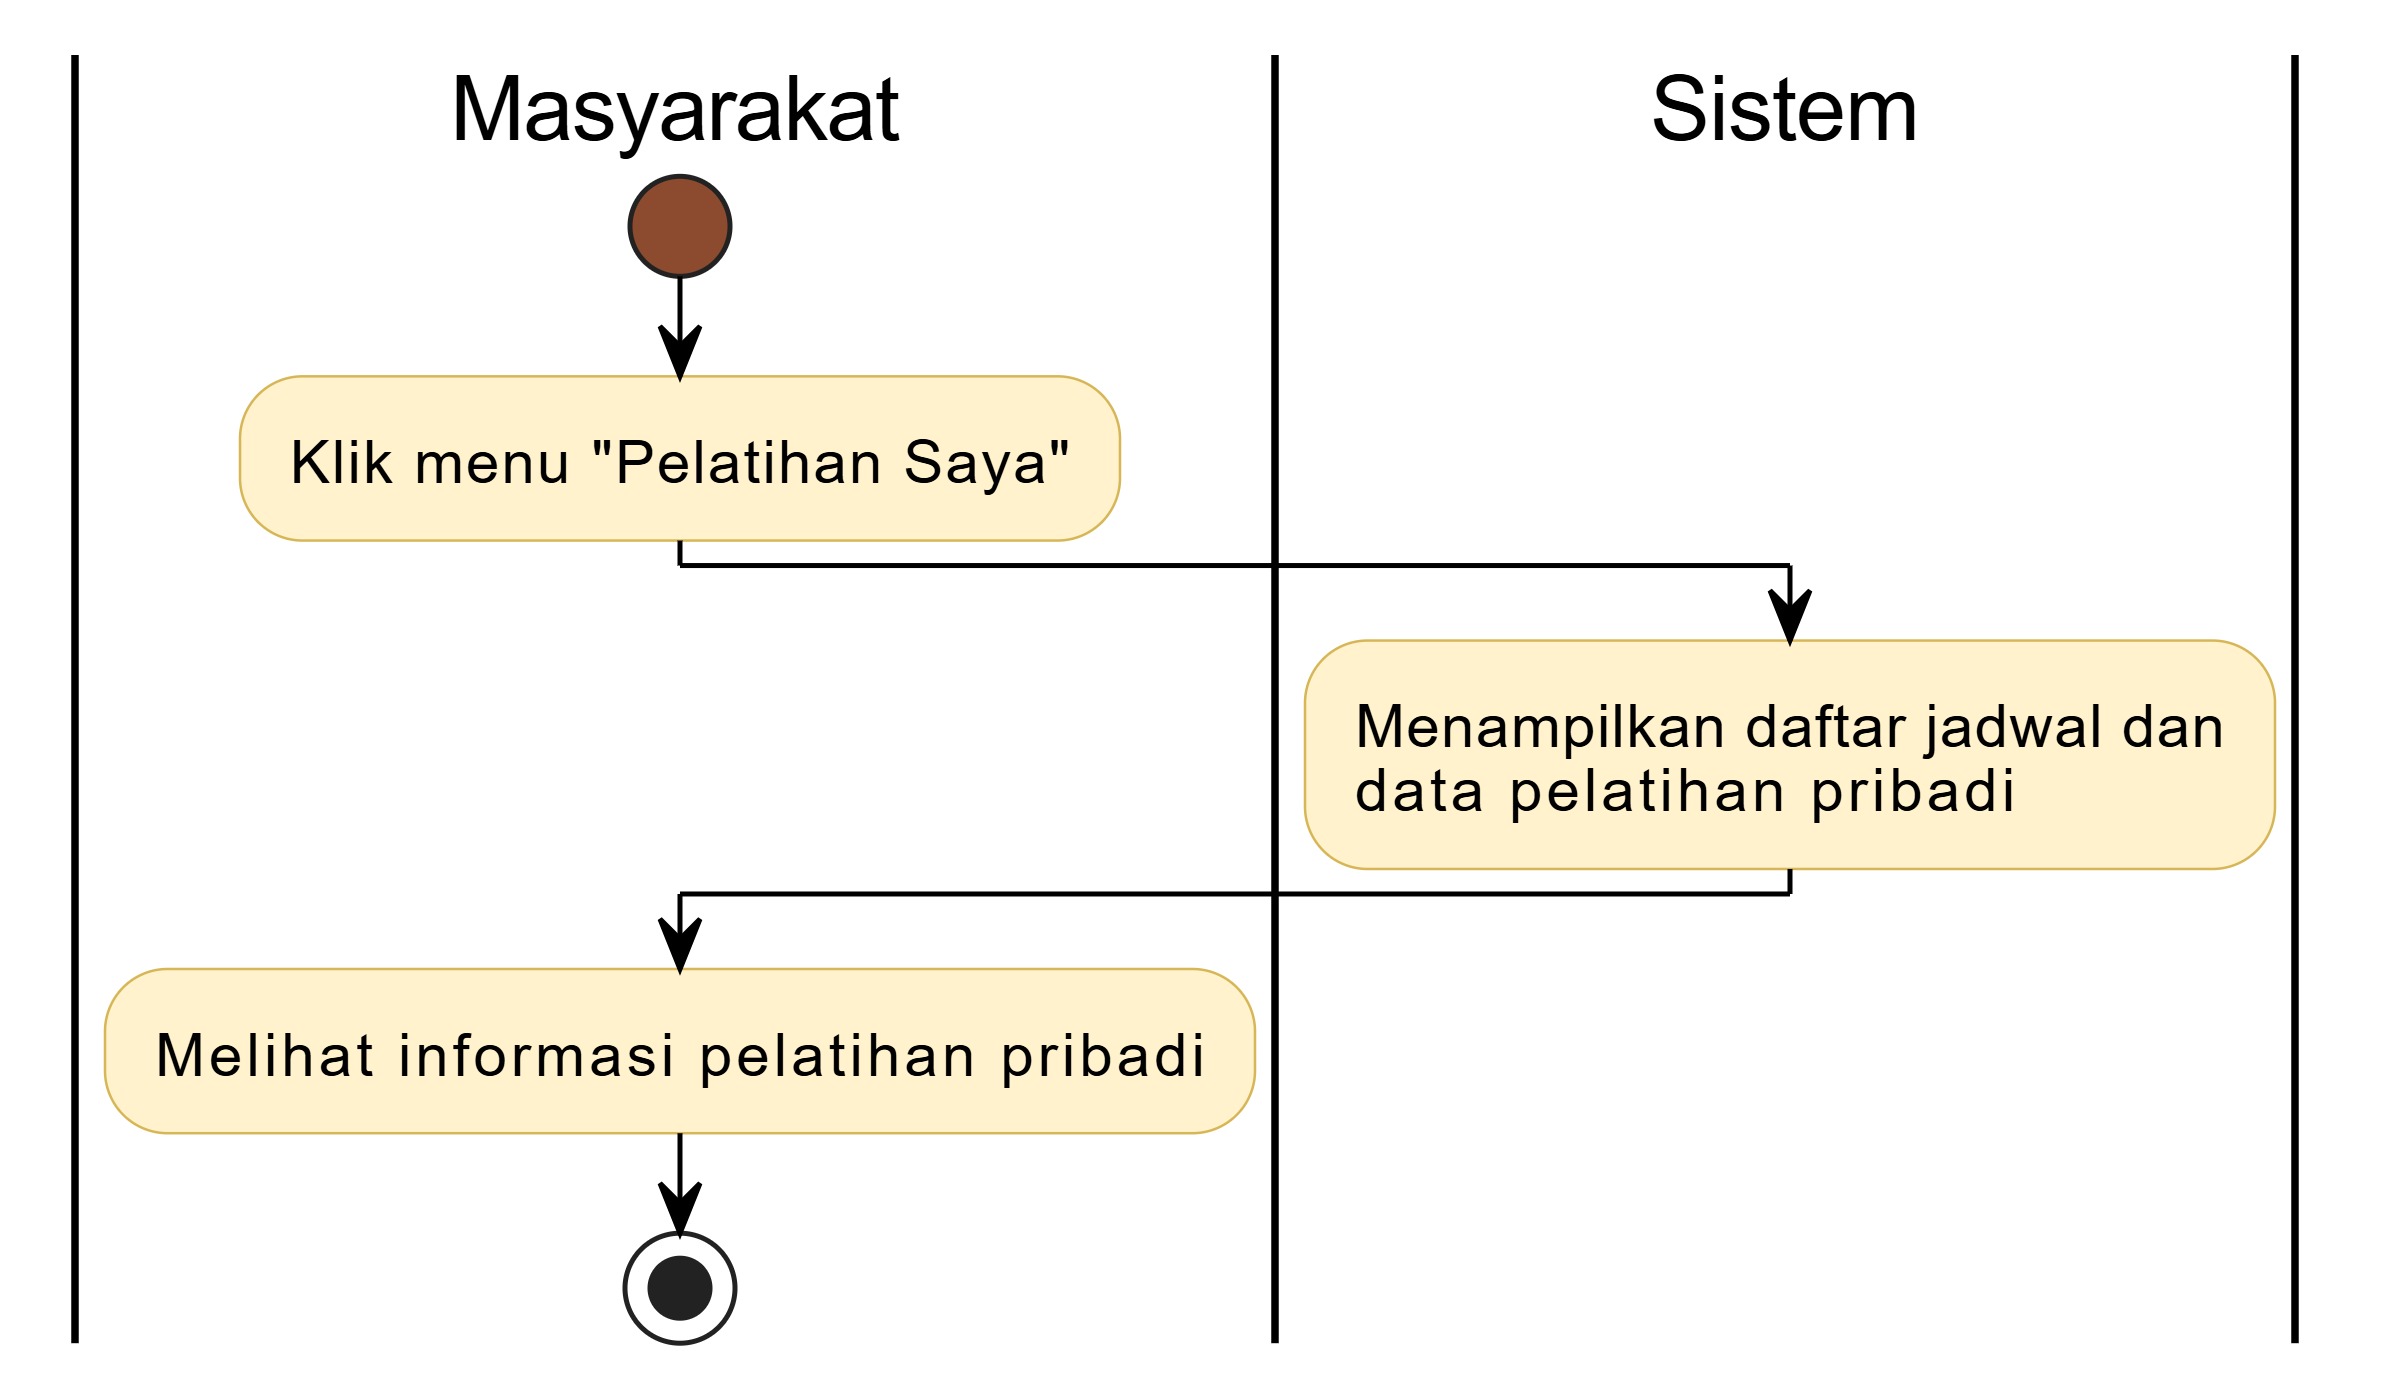 Masyarakat
Sistem
Klik menu "Pelatihan Saya"
Menampilkan daftar jadwal dan
data pelatihan pribadi
Melihat informasi pelatihan pribadi